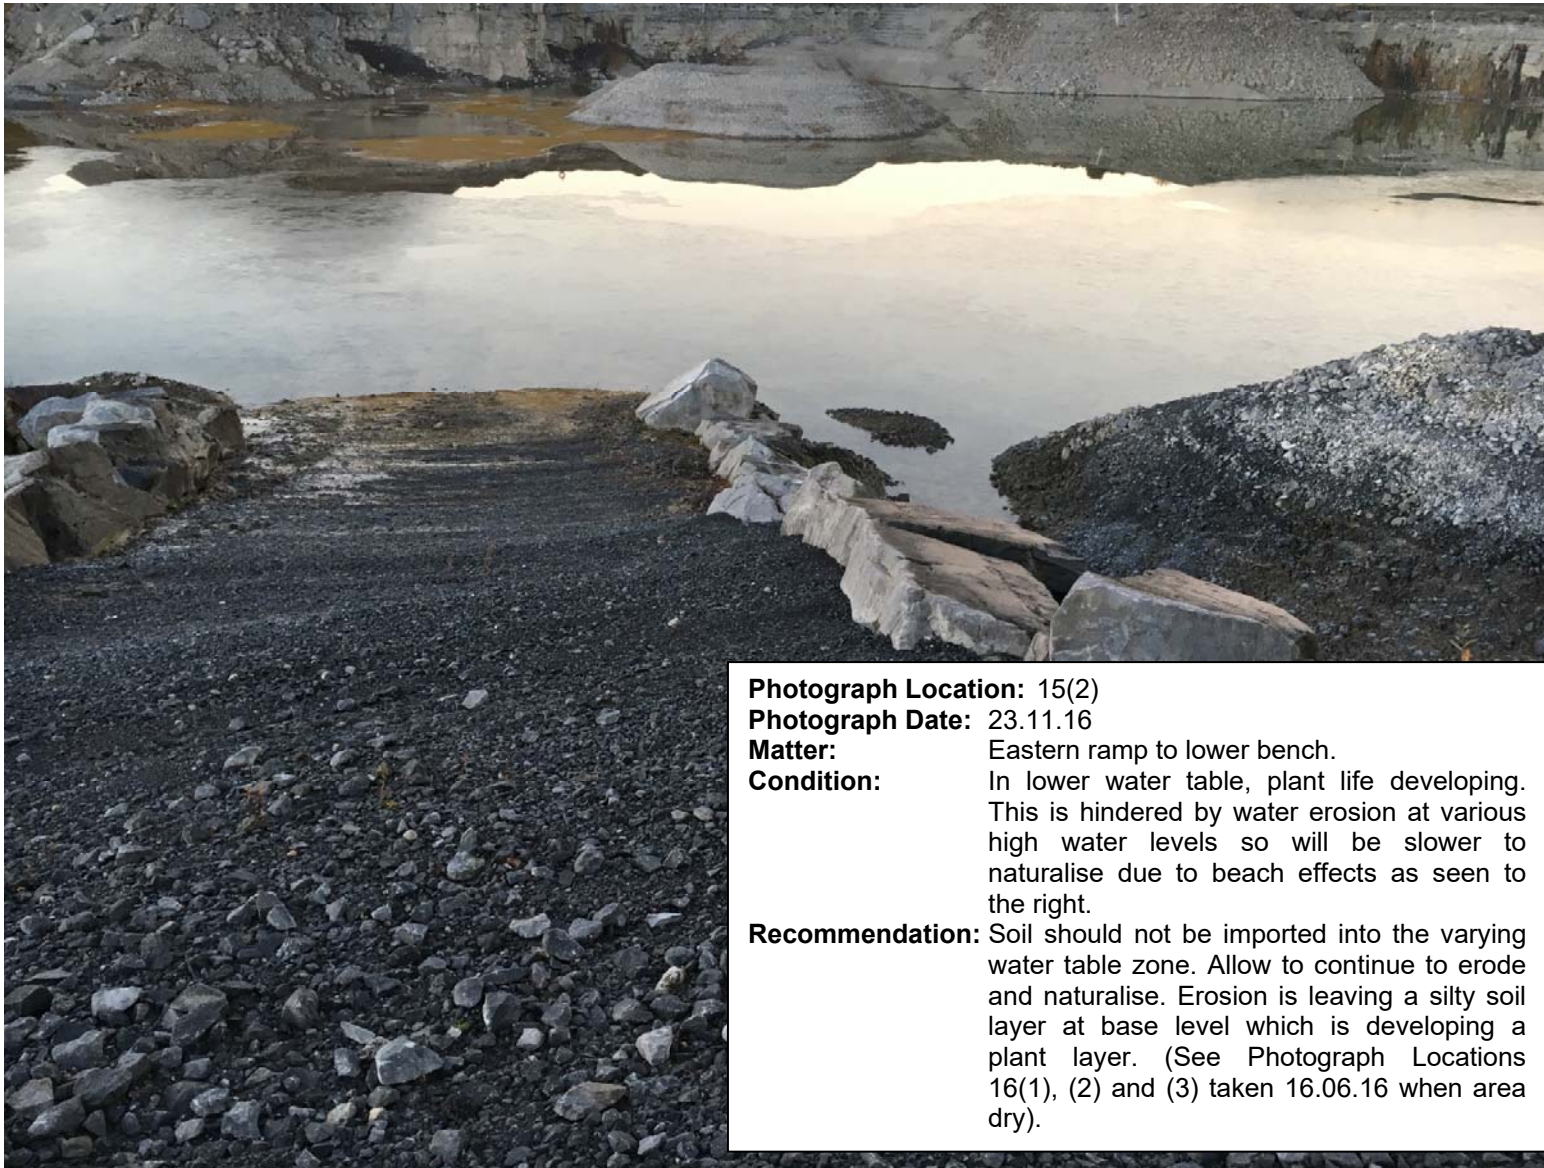 Photograph Location: 15(2)
Photograph Date: 23.11.16
Matter: Eastern ramp to lower bench.
Condition: In lower water table, plant life developing.
This is hindered by water erosion at various
high water levels so will be slower to
naturalise due to beach effects as seen to
the right.
Recommendation: Soil should not be imported into the varying
water table zone. Allow to continue to erode
and naturalise. Erosion is leaving a silty soil
layer at base level which is developing a
plant layer. (See Photograph Locations
16(1), (2) and (3) taken 16.06.16 when area
dry).